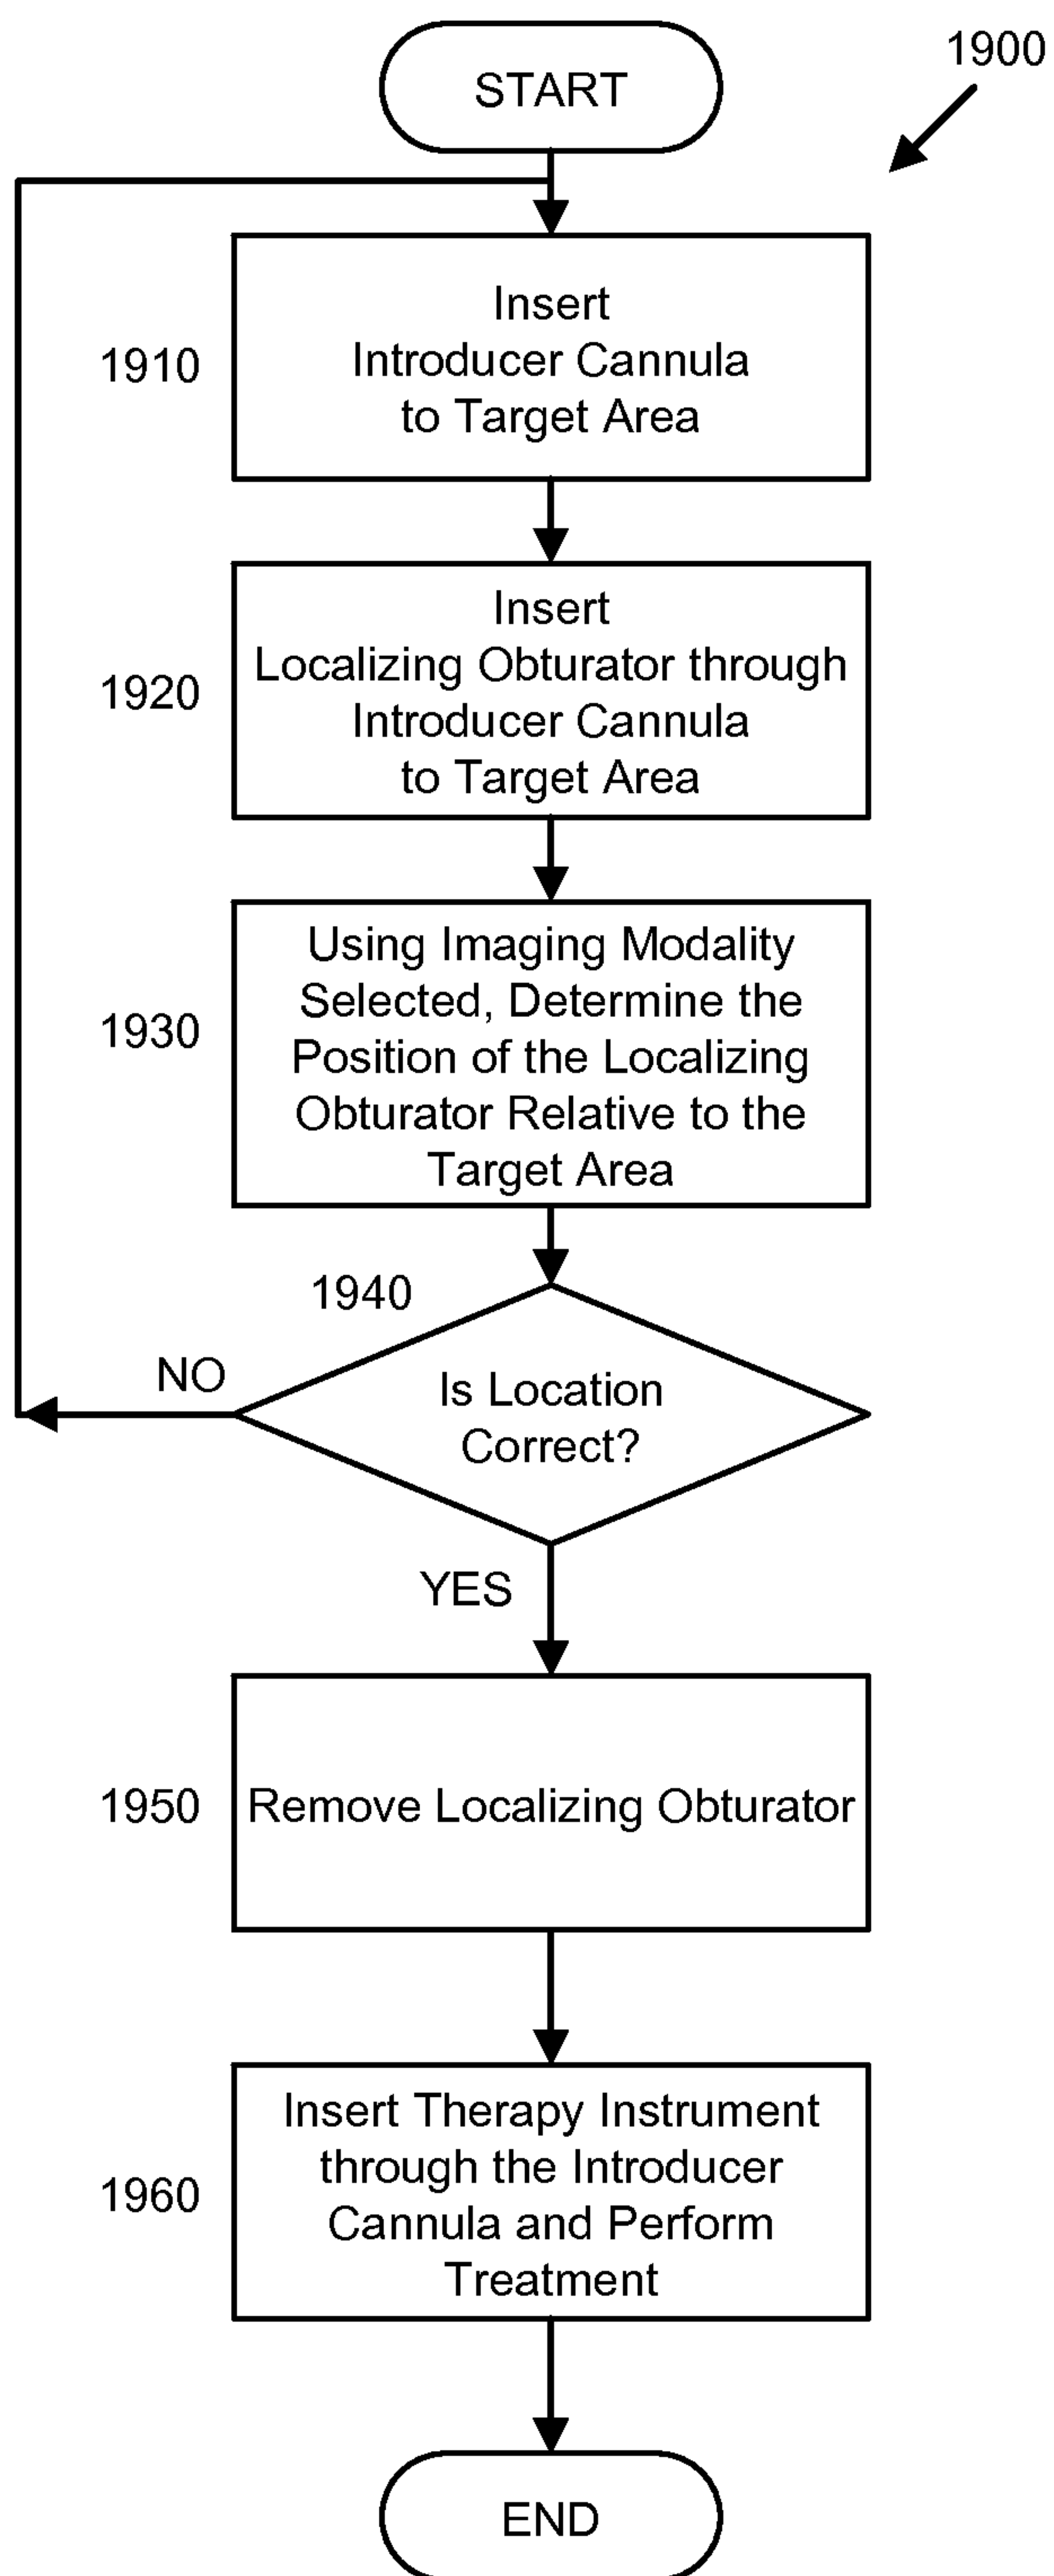 START
1900
1910
Insert
Introducer Cannula
to Target Area
1920
Insert
Localizing Obturator through
Introducer Cannula
to Target Area
1930
Using Imaging Modality
Selected, Determine the
Position of the Localizing
Obturator Relative to the
Target Area
1940
NO
Is Location
Correct?
YES
1950
Remove Localizing Obturator
1960
Insert Therapy Instrument
through the Introducer
Cannula and Perform
Treatment
END